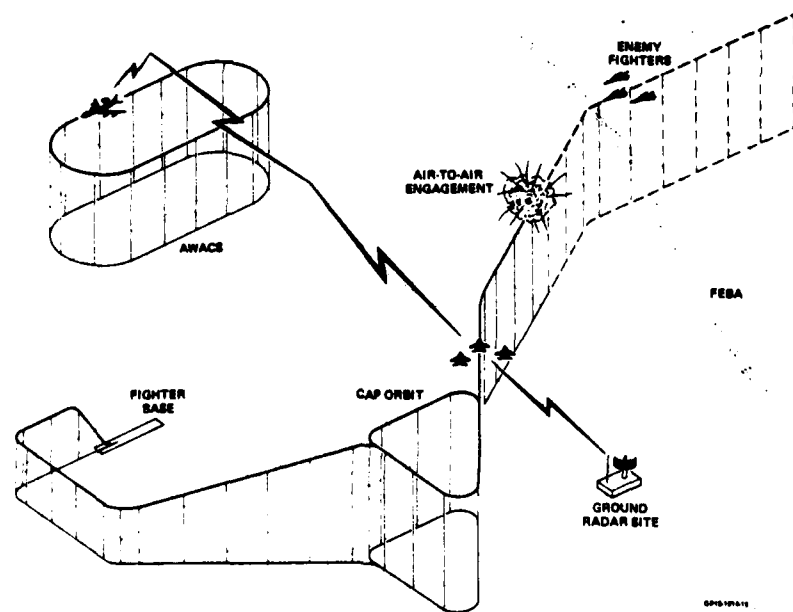 ENEMY
FIGHTERS
AIR-TO-AIR
ENGAGEMENT
AWACS
FEBA
FIGHTER
BASE
CAP ORBIT
GROUND
RADAR SITE